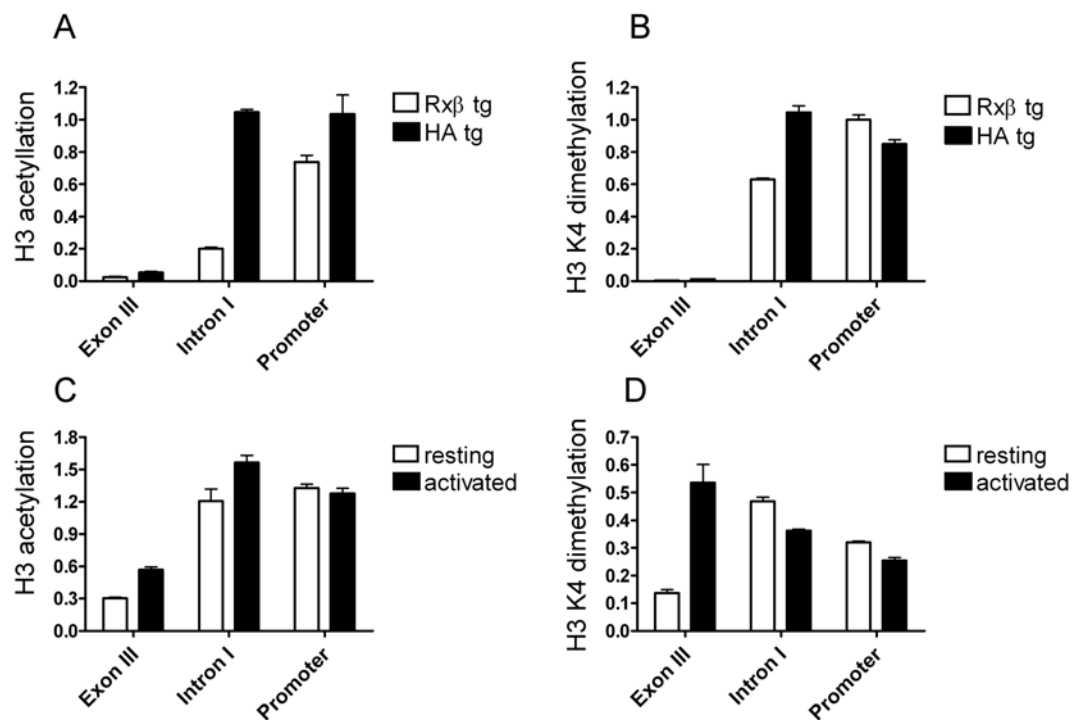 A
H3 acetyllation
1.2
1.0
0.8
0.6
0.4
0.2
0.0
Exon III
Intron I
Promoter
Rxβ tg
HA tg
B
H3 K4 dimethylation
1.2
1.0
0.8
0.6
0.4
0.2
0.0
Exon III
Intron I
Promoter
Rxβ tg
HA tg
C
H3 acetylation
1.8
1.5
1.2
0.9
0.6
0.3
0.0
Exon III
Intron I
Promoter
resting
activated
D
H3 K4 dimethylation
0.7
0.6
0.5
0.4
0.3
0.2
0.1
0.0
Exon III
Intron I
Promoter
resting
activated